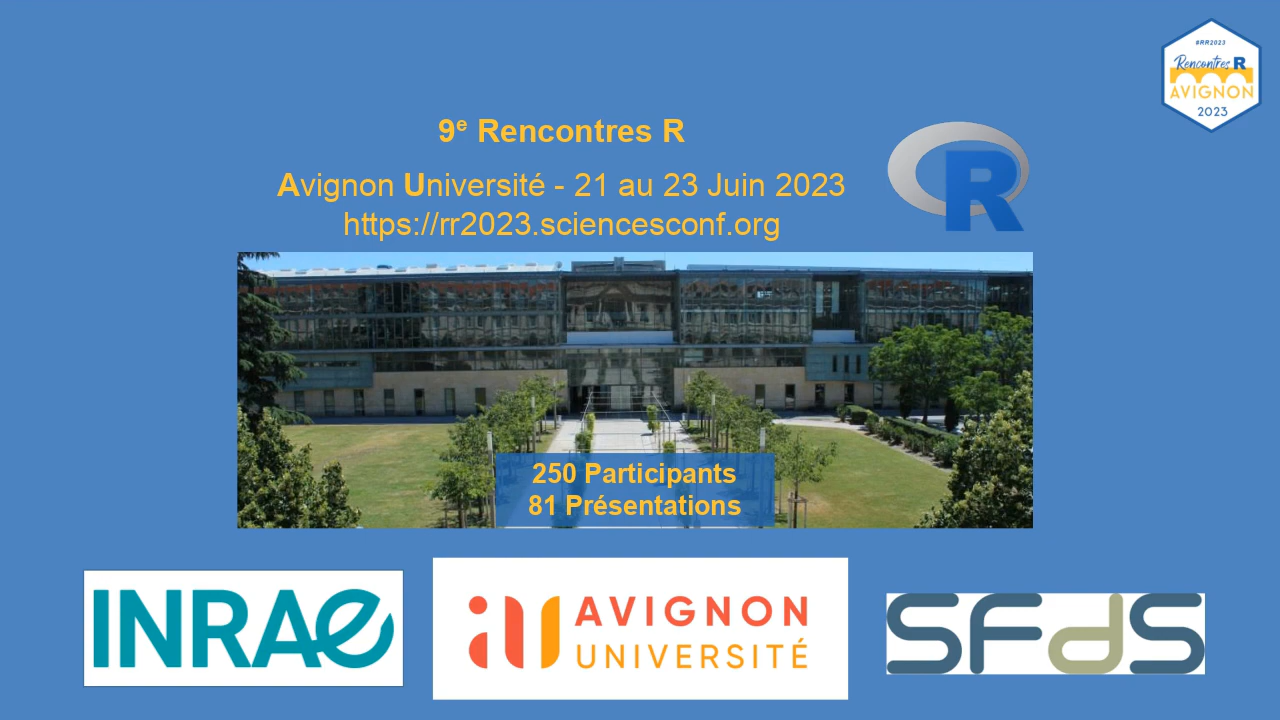 #RR2023
Rencontres R
AVIGNON
2023
9e Rencontres R
Avignon Université - 21 au 23 Juin 2023
https://rr2023.sciencesconf.org
R
250 Participants
81 Présentations
INRAE
au AVIGNON
UNIVERSITÉ
SFdS